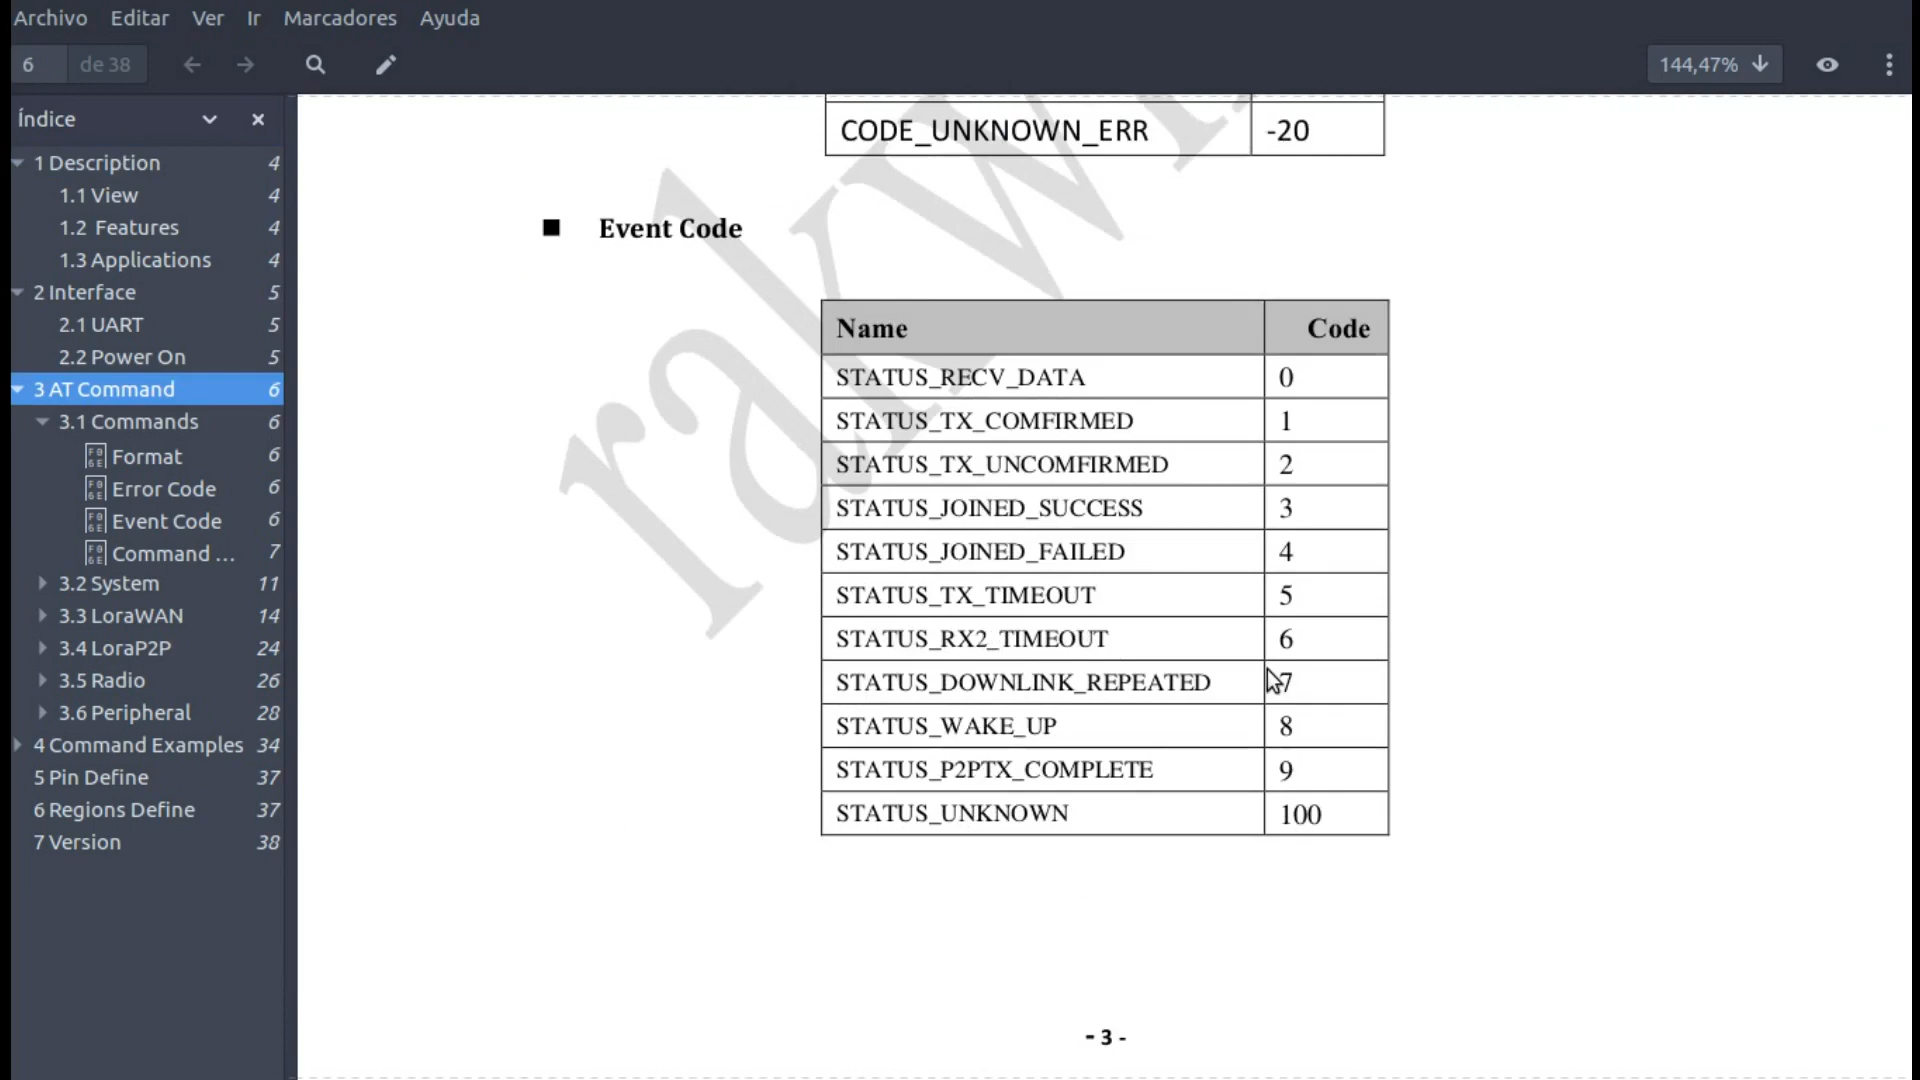 Archivo Editar Ver Ir Marcadores Ayuda
6 de 38 144,47%
Índice
1 Description 4
1.1 View 4
1.2 Features 4
1.3 Applications 4
2 Interface 5
2.1 UART 5
2.2 Power On 5
3 AT Command 6
3.1 Commands 6
Format 6
Error Code 6
Event Code 6
Command ... 7
3.2 System 11
3.3 LoraWAN 14
3.4 LoraP2P 24
3.5 Radio 26
3.6 Peripheral 28
4 Command Examples 34
5 Pin Define 37
6 Regions Define 37
7 Version 38
CODE_UNKNOWN_ERR -20
Event Code
Name Code
STATUS_RECV_DATA 0
STATUS_TX_COMFIRMED 1
STATUS_TX_UNCOMFIRMED 2
STATUS_JOINED_SUCCESS 3
STATUS_JOINED_FAILED 4
STATUS_TX_TIMEOUT 5
STATUS_RX2_TIMEOUT 6
STATUS_DOWNLINK_REPEATED 7
STATUS_WAKE_UP 8
STATUS_P2PTX_COMPLETE 9
STATUS_UNKNOWN 100
rakw
- 3 -